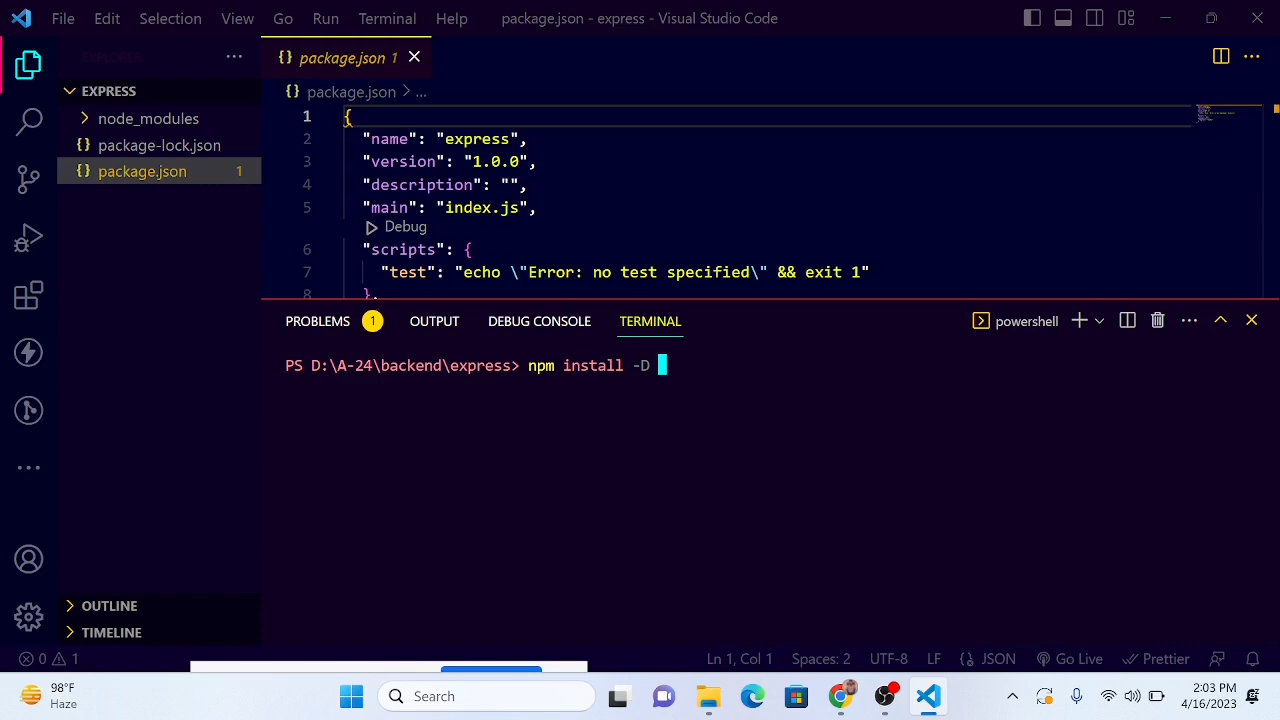 File Edit Selection View Go Run Terminal Help package.json - express - Visual Studio Code
EXPLORER
{} package.json 1
EXPRESS
{} package.json > ...
node_modules
{} package-lock.json
{} package.json 1
1 {
2 "name": "express",
3 "version": "1.0.0",
4 "description": "",
5 "main": "index.js",
Debug
6 "scripts": {
7 "test": "echo \"Error: no test specified\" && exit 1"
8 },
PROBLEMS 1 OUTPUT DEBUG CONSOLE TERMINAL powershell
PS D:\A-24\backend\express> npm install -D
OUTLINE
TIMELINE
0 1 Ln 1, Col 1 Spaces: 2 UTF-8 LF {} JSON Go Live Prettier
98°F
Haze
Search
2:03 PM
4/16/2023